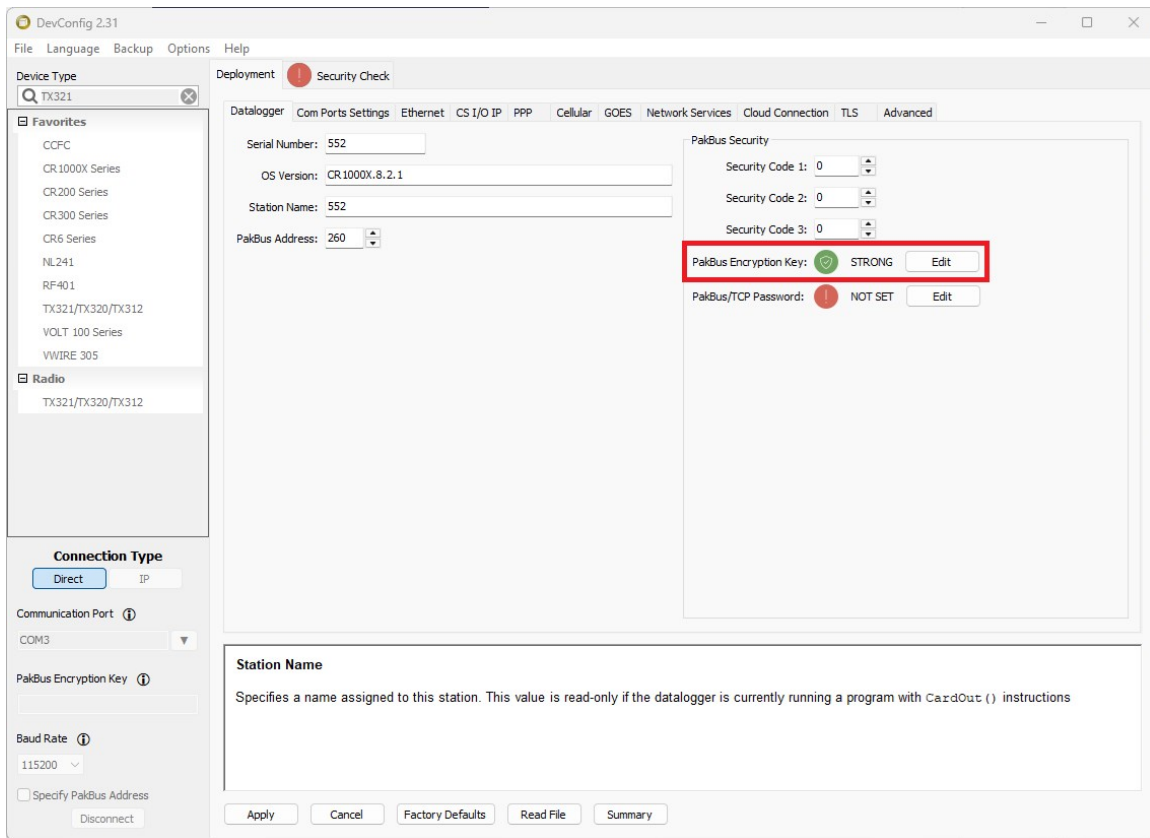 DevConfig 2.31
File Language Backup Options Help
Device Type
TX321
Favorites
CCFC
CR1000X Series
CR200 Series
CR300 Series
CR6 Series
NL241
RF401
TX321/TX320/TX312
VOLT 100 Series
VWIRE 305
Radio
TX321/TX320/TX312
Connection Type
Direct IP
Communication Port
COM3
PakBus Encryption Key
Baud Rate
115200
Specify PakBus Address
Disconnect
Deployment Security Check
Datalogger Com Ports Settings Ethernet CS I/O IP PPP Cellular GOES Network Services Cloud Connection TLS Advanced
Serial Number: 552
OS Version: CR1000X.8.2.1
Station Name: 552
PakBus Address: 260
PakBus Security
Security Code 1: 0
Security Code 2: 0
Security Code 3: 0
PakBus Encryption Key: STRONG Edit
PakBus/TCP Password: NOT SET Edit
Station Name
Specifies a name assigned to this station. This value is read-only if the datalogger is currently running a program with CardOut() instructions
Apply Cancel Factory Defaults Read File Summary